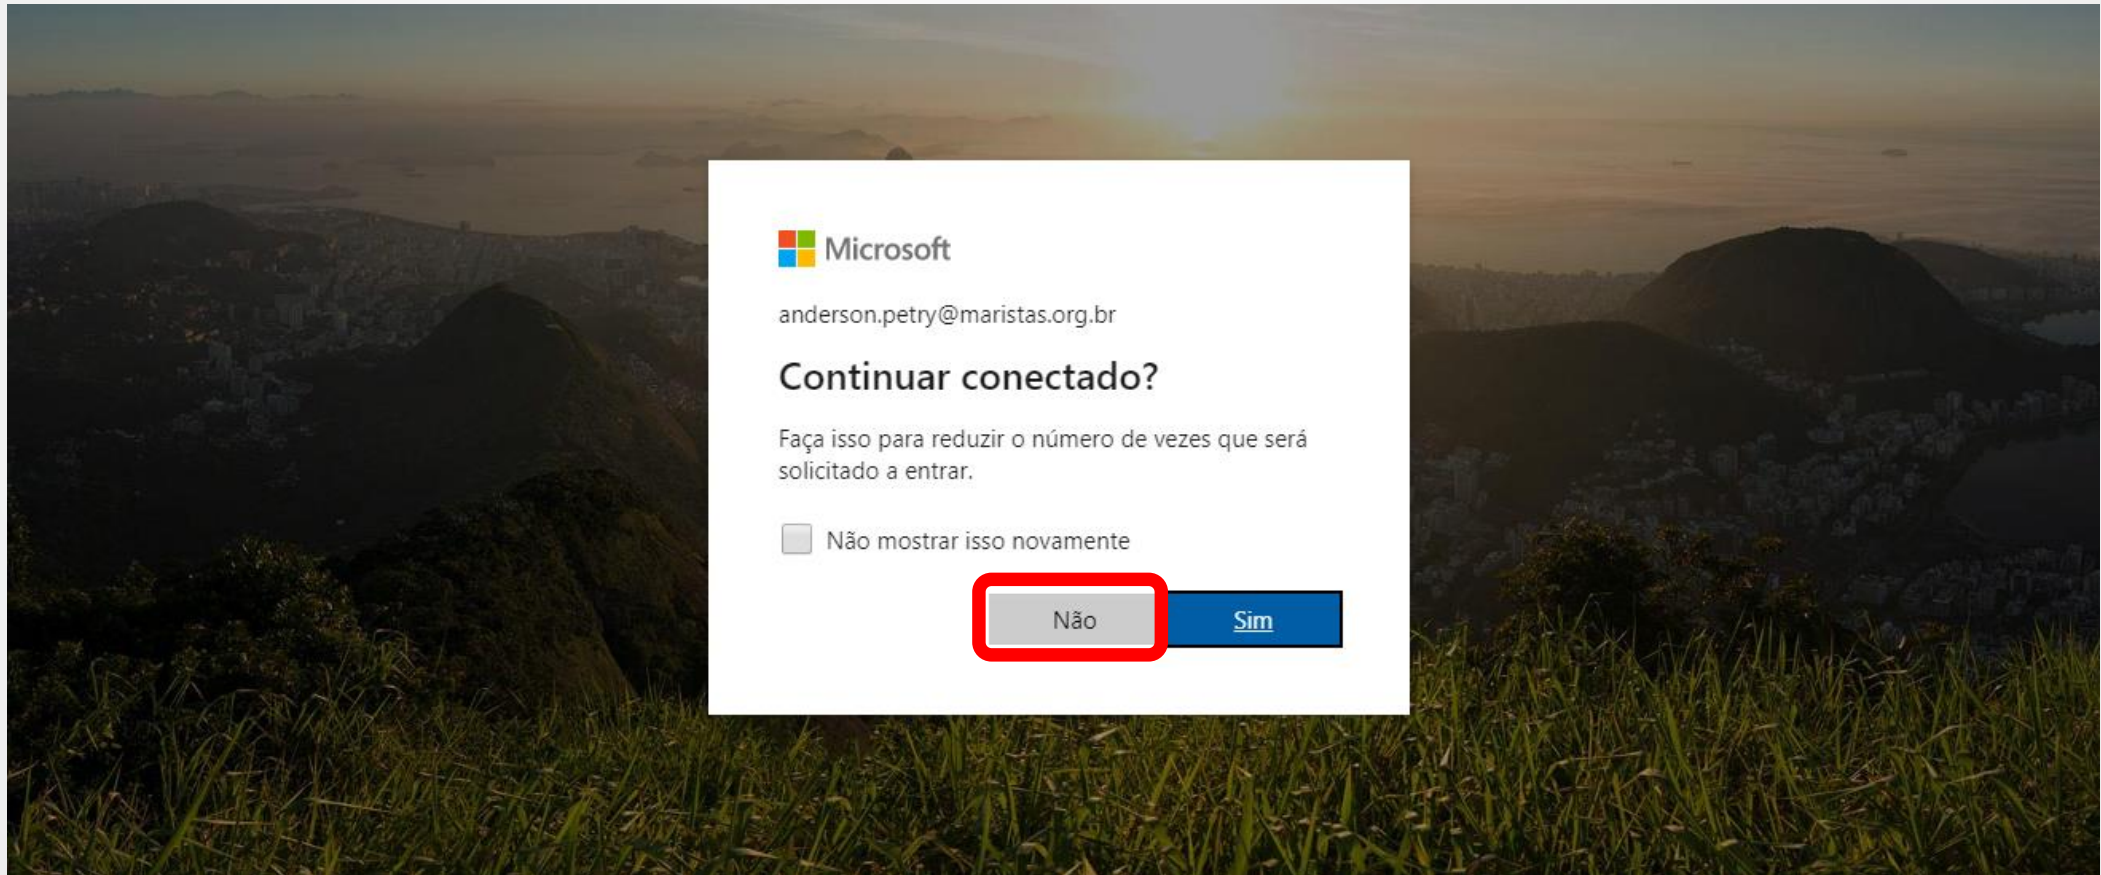 Microsoft
anderson.petry@maristas.org.br
Continuar conectado?
Faça isso para reduzir o número de vezes que será
solicitado a entrar.
Não mostrar isso novamente
Não
Sim